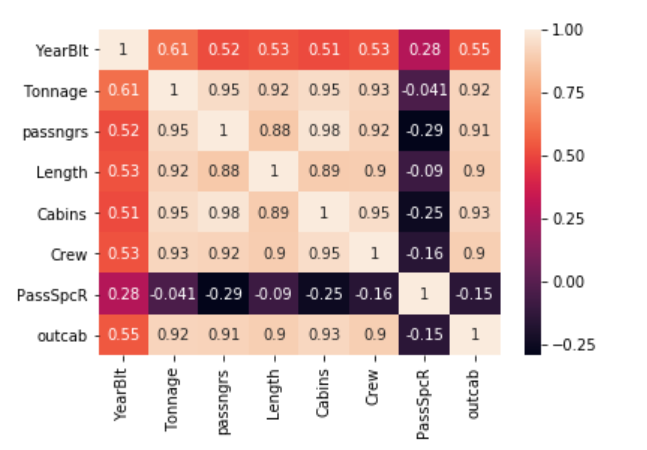 YearBlt 1 0.61 0.52 0.53 0.51 0.53 0.28 0.55
Tonnage 0.61 1 0.95 0.92 0.95 0.93 -0.041 0.92
passngrs 0.52 0.95 1 0.88 0.98 0.92 -0.29 0.91
Length 0.53 0.92 0.88 1 0.89 0.9 -0.09 0.9
Cabins 0.51 0.95 0.98 0.89 1 0.95 -0.25 0.93
Crew 0.53 0.93 0.92 0.9 0.95 1 -0.16 0.9
PassSpcR 0.28 -0.041 -0.29 -0.09 -0.25 -0.16 1 -0.15
outcab 0.55 0.92 0.91 0.9 0.93 0.9 -0.15 1
YearBlt Tonnage passngrs Length Cabins Crew PassSpcR outcab
1.00
0.75
0.50
0.25
0.00
−0.25